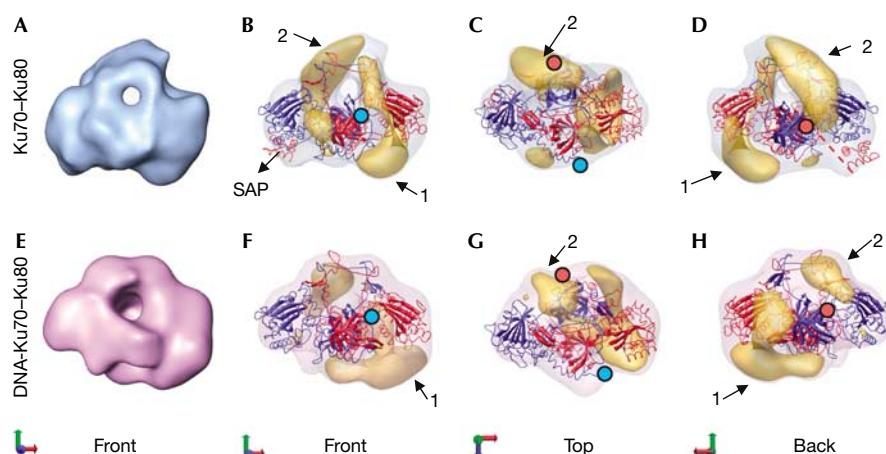 A B C D
2 2 2
Ku70–Ku80
SAP 1 1
E F G H
2 2
DNA-Ku70–Ku80
1 1
Front Front Top Back